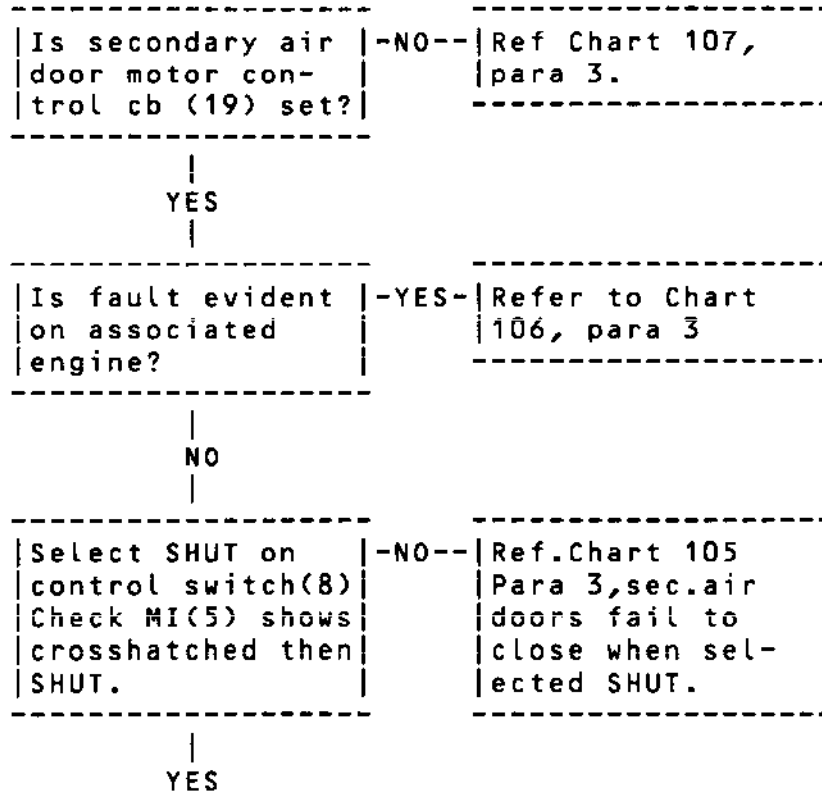 Is secondary air door motor con- trol cb (19) set?
-NO--
Ref Chart 107, para 3.
YES
Is fault evident on associated engine?
-YES-
Refer to Chart 106, para 3
NO
Select SHUT on control switch(8) Check MI(5) shows crosshatched then SHUT.
-NO--
Ref.Chart 105 Para 3,sec.air doors fail to close when sel- ected SHUT.
YES